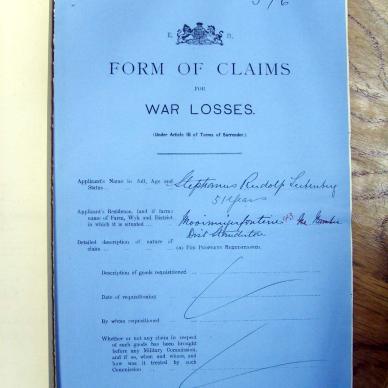 376
E. R.
FORM OF CLAIMS
FOR
WAR LOSSES.
(Under Article 10 of Terms of Surrender.)
Applicant's Name in full, Age and
Status
Stephanus Rudolf
51 Years
Applicant's Residence, (and if farm:
name of Farm, Wyk and District
in which it is situated
Mooimeisjesfontein
Dist Standerton
Detailed description of nature of
claim
(a) FOR PROPERTY REQUISITIONED.
Description of goods requisitioned
Date of requisitioning
By whom requisitioned
Whether or not any claim in respect
of such goods has been brought
before any Military Commission,
and if so, when and where, and
how was it treated by such
Commission